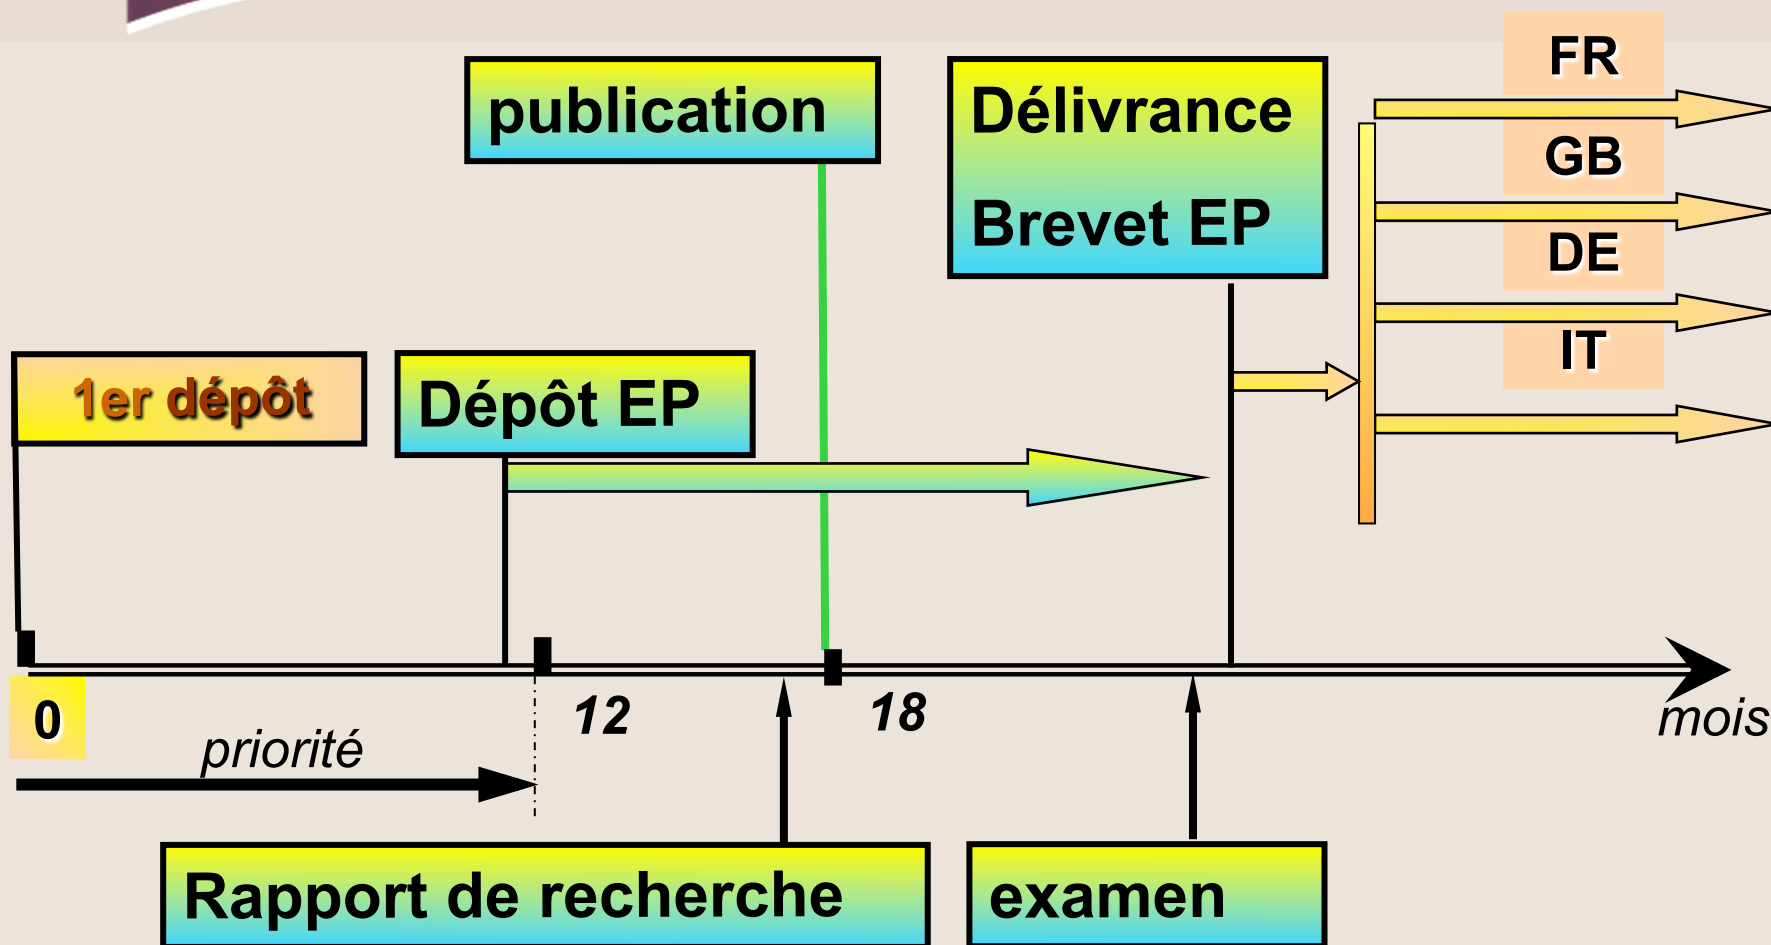 FR
publication
Délivrance
Brevet EP
GB
DE
IT
1er dépôt
Dépôt EP
0
12
18
mois
priorité
Rapport de recherche
examen